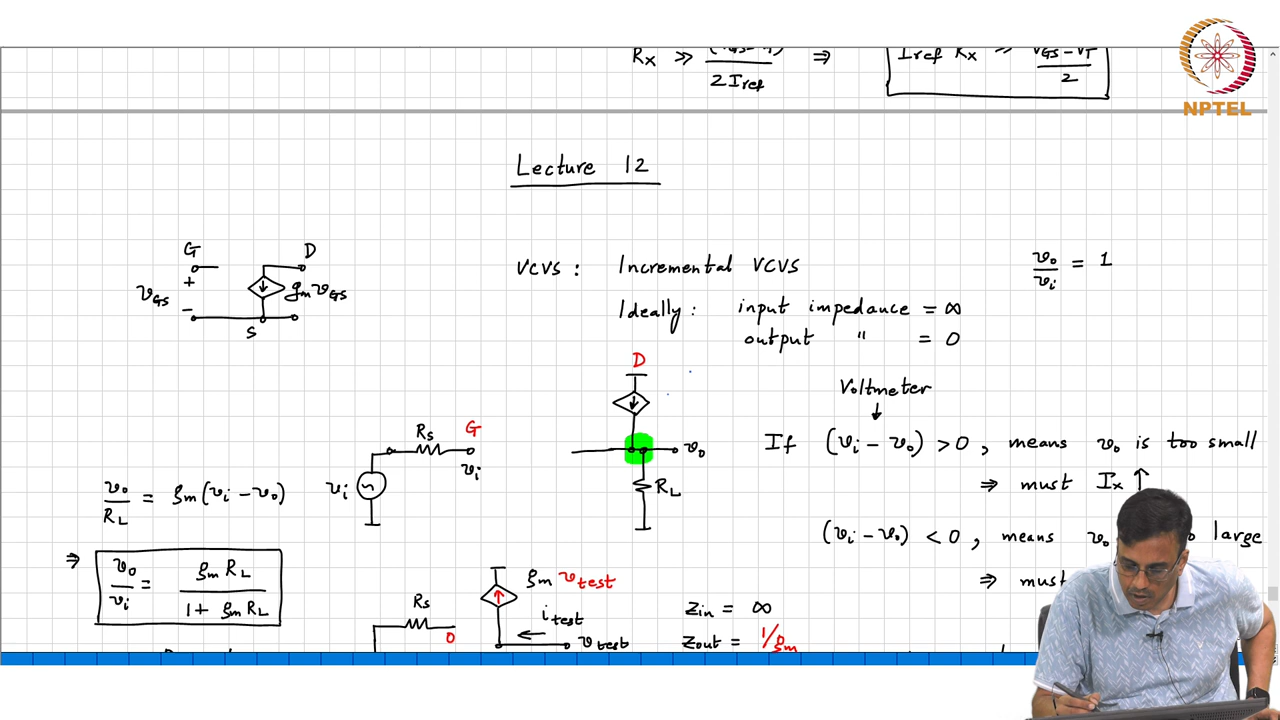 Rx ≫ / 2Iref ⇒ Iref Rx ≫ VGS−VT / 2
NPTEL
Lecture 12
G D
+ vGS − gm vGS
S
VCVS : Incremental VCVS
vo / vi = 1
Ideally : input impedance = ∞
output " = 0
D
Voltmeter
↓
Rs G
vi
vi
vo
RL
If (vi − vo) > 0 , means vo is too small
⇒ must Ix ↑
vo / RL = gm (vi − vo)
(vi − vo) < 0 , means vo large
⇒ must
⇒ vo / vi = gm RL / 1 + gm RL
Rs
0
gm vtest
itest
←
vtest
zin = ∞
zout = 1/gm